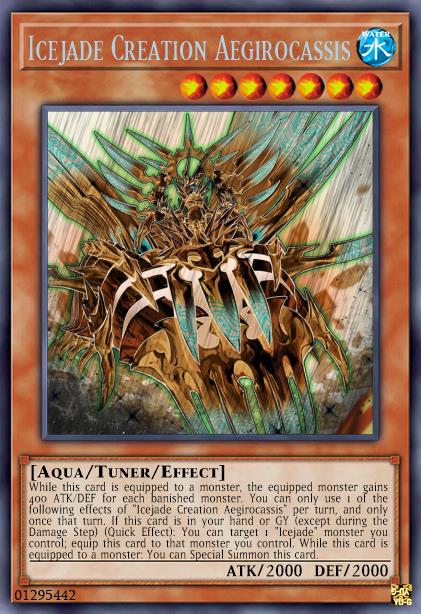 Icejade Creation Aegirocassis
WATER
水
[Aqua/Tuner/Effect]
While this card is equipped to a monster, the equipped monster gains
400 ATK/DEF for each banished monster. You can only use 1 of the
following effects of "Icejade Creation Aegirocassis" per turn, and only
once that turn. If this card is in your hand or GY (except during the
Damage Step) (Quick Effect): You can target 1 "Icejade" monster you
control; equip this card to that monster you control. While this card is
equipped to a monster: You can Special Summon this card.
ATK/2000 DEF/2000
01295442